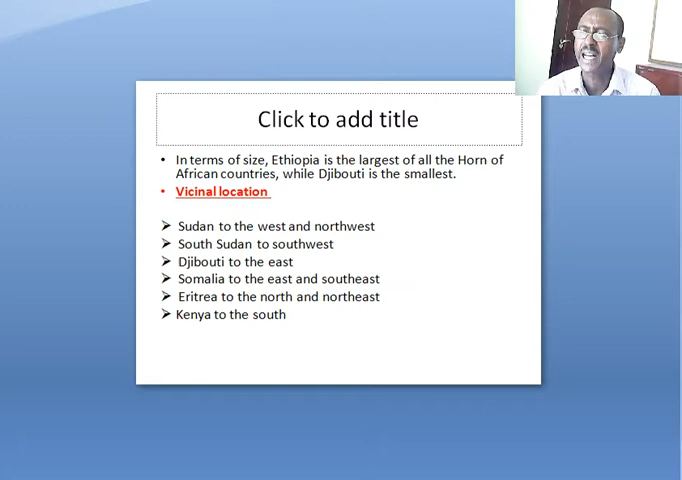 Click to add title
• In terms of size, Ethiopia is the largest of all the Horn of
African countries, while Djibouti is the smallest.
• Vicinal location
➢ Sudan to the west and northwest
➢ South Sudan to southwest
➢ Djibouti to the east
➢ Somalia to the east and southeast
➢ Eritrea to the north and northeast
➢ Kenya to the south